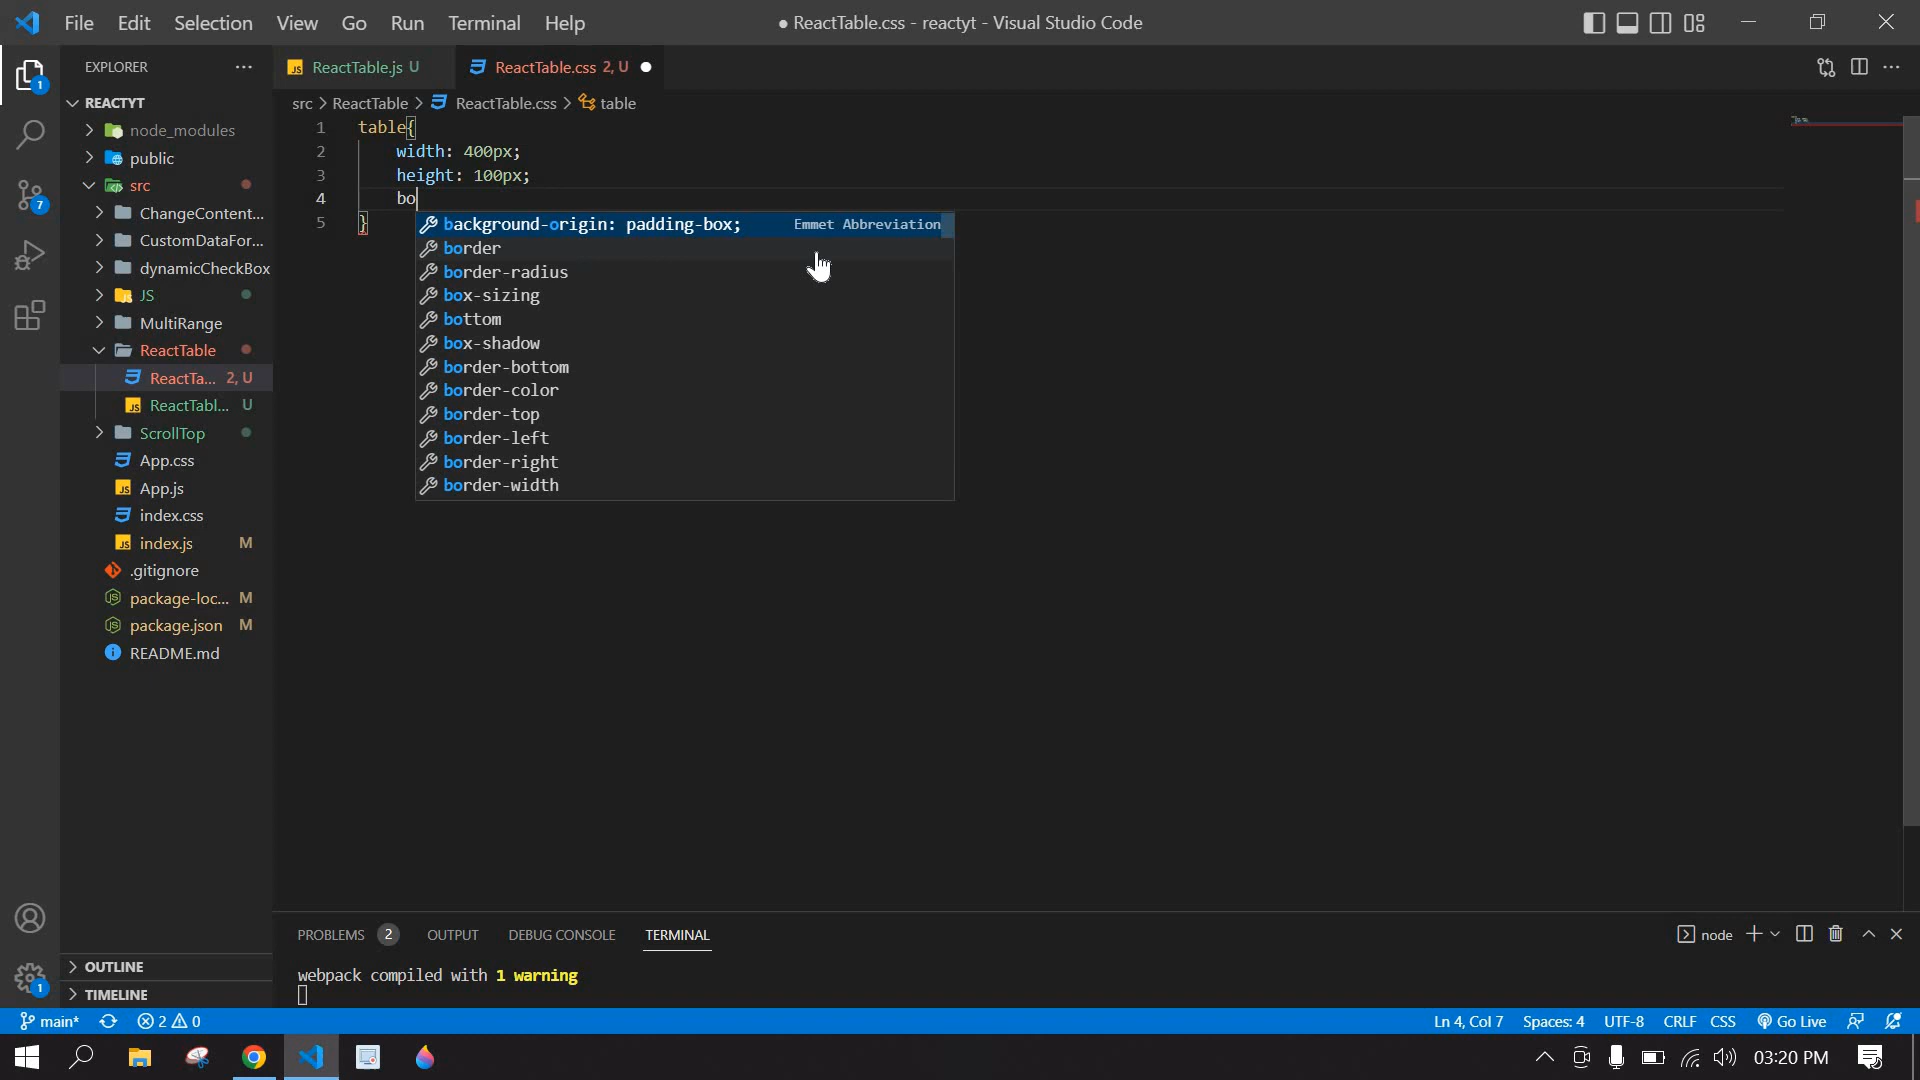 File Edit Selection View Go Run Terminal Help
● ReactTable.css - reactyt - Visual Studio Code
EXPLORER ···
ReactTable.js U
ReactTable.css 2, U ●
src > ReactTable > ReactTable.css > table
REACTYT
node_modules
public
src
ChangeContent...
CustomDataFor...
dynamicCheckBox
JS
MultiRange
ReactTable
ReactTa... 2, U
ReactTabl... U
ScrollTop
App.css
App.js
index.css
index.js M
.gitignore
package-loc... M
package.json M
README.md
OUTLINE
TIMELINE
1 table{
2 width: 400px;
3 height: 100px;
4 bo
5 }
background-origin: padding-box; Emmet Abbreviation
border
border-radius
box-sizing
bottom
box-shadow
border-bottom
border-color
border-top
border-left
border-right
border-width
1
7
1
PROBLEMS 2 OUTPUT DEBUG CONSOLE TERMINAL
node
webpack compiled with 1 warning
main* 2 0
Ln 4, Col 7 Spaces: 4 UTF-8 CRLF CSS Go Live
03:20 PM